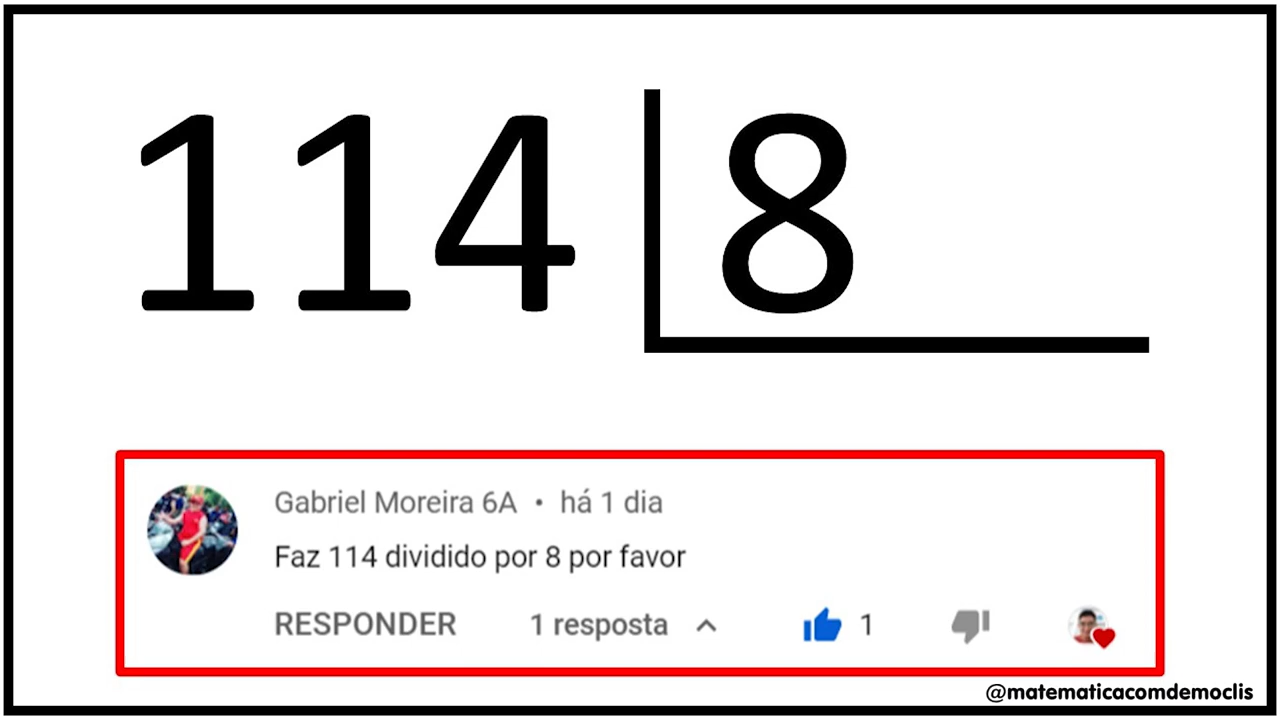 114 8
Gabriel Moreira 6A • há 1 dia
Faz 114 dividido por 8 por favor
RESPONDER 1 resposta 1
@matematicacomdemoclis